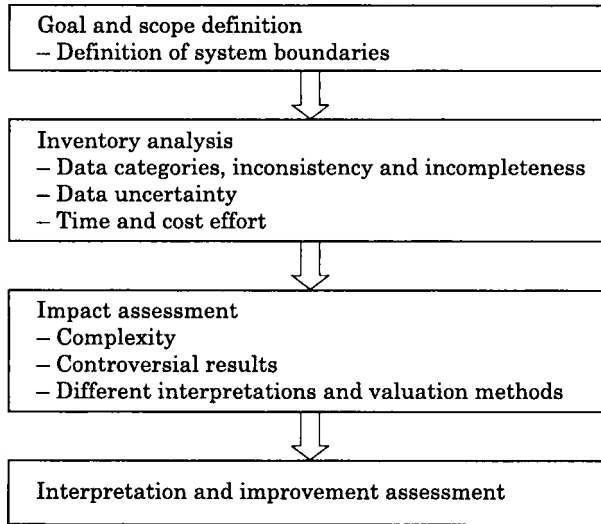 Goal and scope definition
– Definition of system boundaries
Inventory analysis
– Data categories, inconsistency and incompleteness
– Data uncertainty
– Time and cost effort
Impact assessment
– Complexity
– Controversial results
– Different interpretations and valuation methods
Interpretation and improvement assessment